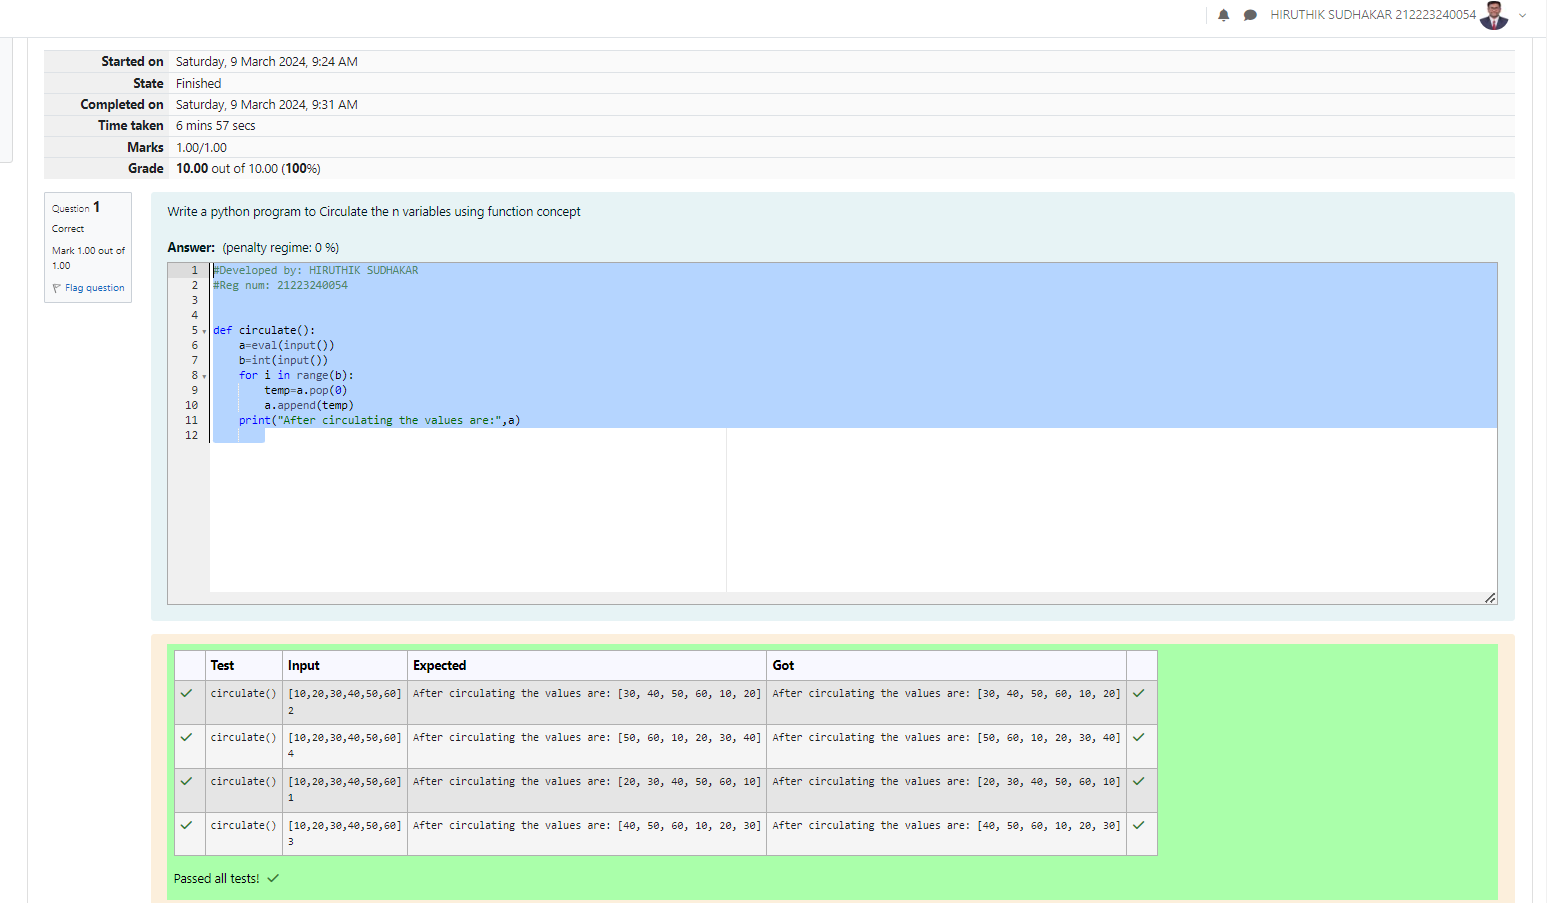 HIRUTHIK SUDHAKAR 212223240054
Started on Saturday, 9 March 2024, 9:24 AM
State Finished
Completed on Saturday, 9 March 2024, 9:31 AM
Time taken 6 mins 57 secs
Marks 1.00/1.00
Grade 10.00 out of 10.00 (100%)
Question 1
Correct
Mark 1.00 out of
1.00
Flag question
Write a python program to Circulate the n variables using function concept
Answer: (penalty regime: 0 %)
1 #Developed by: HIRUTHIK SUDHAKAR
2 #Reg num: 21223240054
3
4
5 def circulate():
6     a=eval(input())
7     b=int(input())
8     for i in range(b):
9         temp=a.pop(0)
10         a.append(temp)
11     print("After circulating the values are:",a)
12
Test Input Expected Got
circulate() [10,20,30,40,50,60] After circulating the values are: [30, 40, 50, 60, 10, 20] After circulating the values are: [30, 40, 50, 60, 10, 20]
2
circulate() [10,20,30,40,50,60] After circulating the values are: [50, 60, 10, 20, 30, 40] After circulating the values are: [50, 60, 10, 20, 30, 40]
4
circulate() [10,20,30,40,50,60] After circulating the values are: [20, 30, 40, 50, 60, 10] After circulating the values are: [20, 30, 40, 50, 60, 10]
1
circulate() [10,20,30,40,50,60] After circulating the values are: [40, 50, 60, 10, 20, 30] After circulating the values are: [40, 50, 60, 10, 20, 30]
3
Passed all tests!